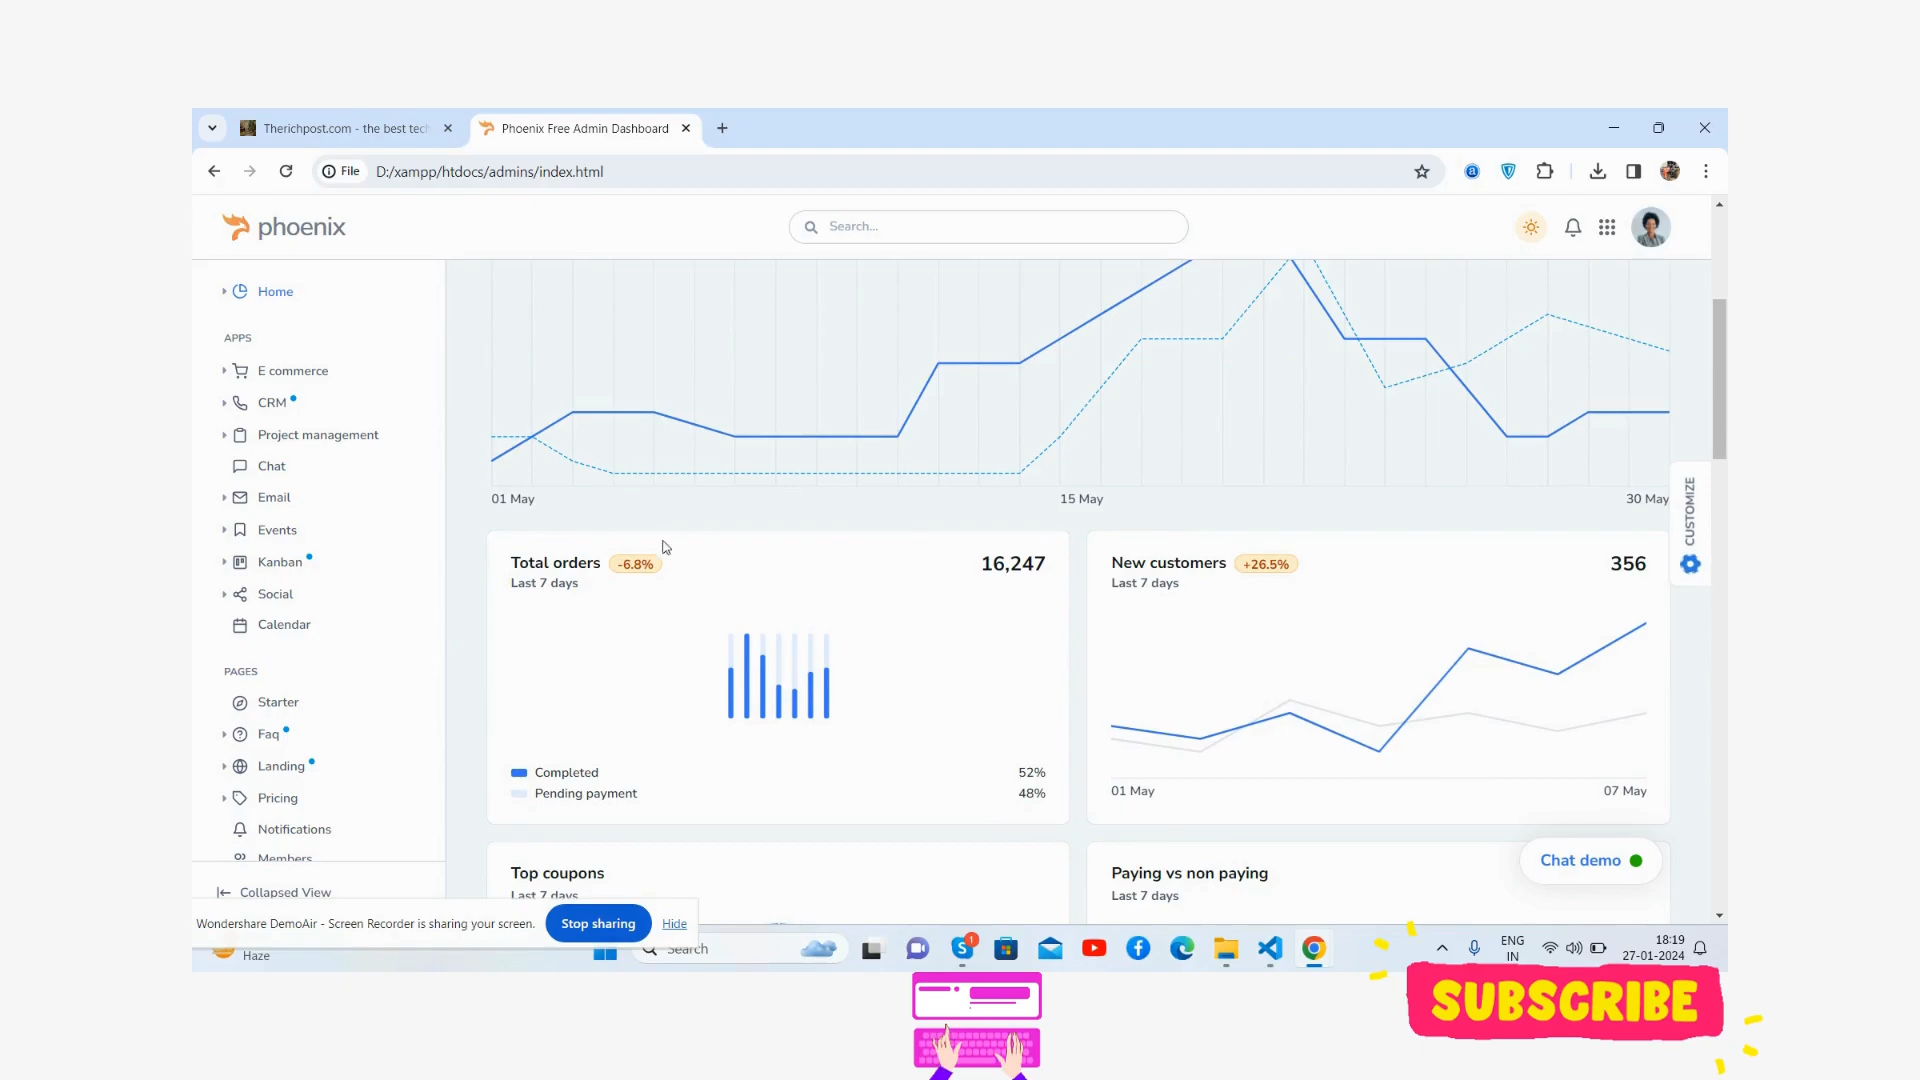 Therichpost.com - the best tech
Phoenix Free Admin Dashboard
File
D:/xampp/htdocs/admins/index.html
phoenix
Search...
Home
APPS
E commerce
CRM
Project management
Chat
Email
Events
Kanban
Social
Calendar
PAGES
Starter
Faq
Landing
Pricing
Notifications
Members
Collapsed View
01 May
15 May
30 May
CUSTOMIZE
Total orders -6.8% 16,247
Last 7 days
Completed 52%
Pending payment 48%
New customers +26.5% 356
Last 7 days
01 May 07 May
Top coupons
Last 7 days
Paying vs non paying
Last 7 days
Chat demo
Wondershare DemoAir - Screen Recorder is sharing your screen.
Stop sharing
Hide
Haze
Search
1
ENG
IN
18:19
27-01-2024
SUBSCRIBE